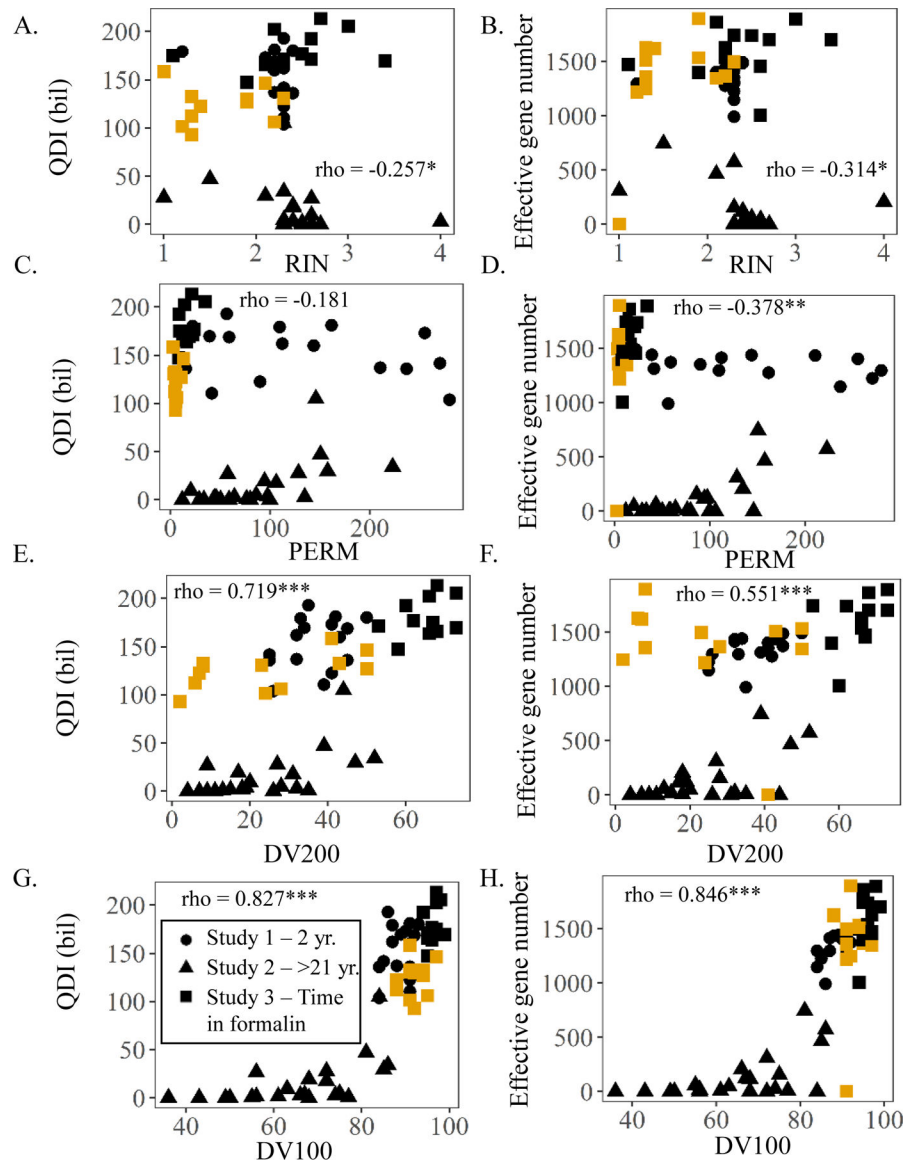 A.
QDI (bil)
200
150
100
50
0
rho = -0.257*
1 2 3 4
RIN
B.
Effective gene number
1500
1000
500
0
rho = -0.314*
1 2 3 4
RIN
C.
QDI (bil)
200
150
100
50
0
rho = -0.181
0 100 200
PERM
D.
Effective gene number
1500
1000
500
0
rho = -0.378**
0 100 200
PERM
E.
QDI (bil)
200
150
100
50
0
rho = 0.719***
0 20 40 60
DV200
F.
Effective gene number
1500
1000
500
0
rho = 0.551***
0 20 40 60
DV200
G.
QDI (bil)
200
150
100
50
0
rho = 0.827***
Study 1 – 2 yr.
Study 2 – >21 yr.
Study 3 – Time
in formalin
40 60 80 100
DV100
H.
Effective gene number
1500
1000
500
0
rho = 0.846***
40 60 80 100
DV100